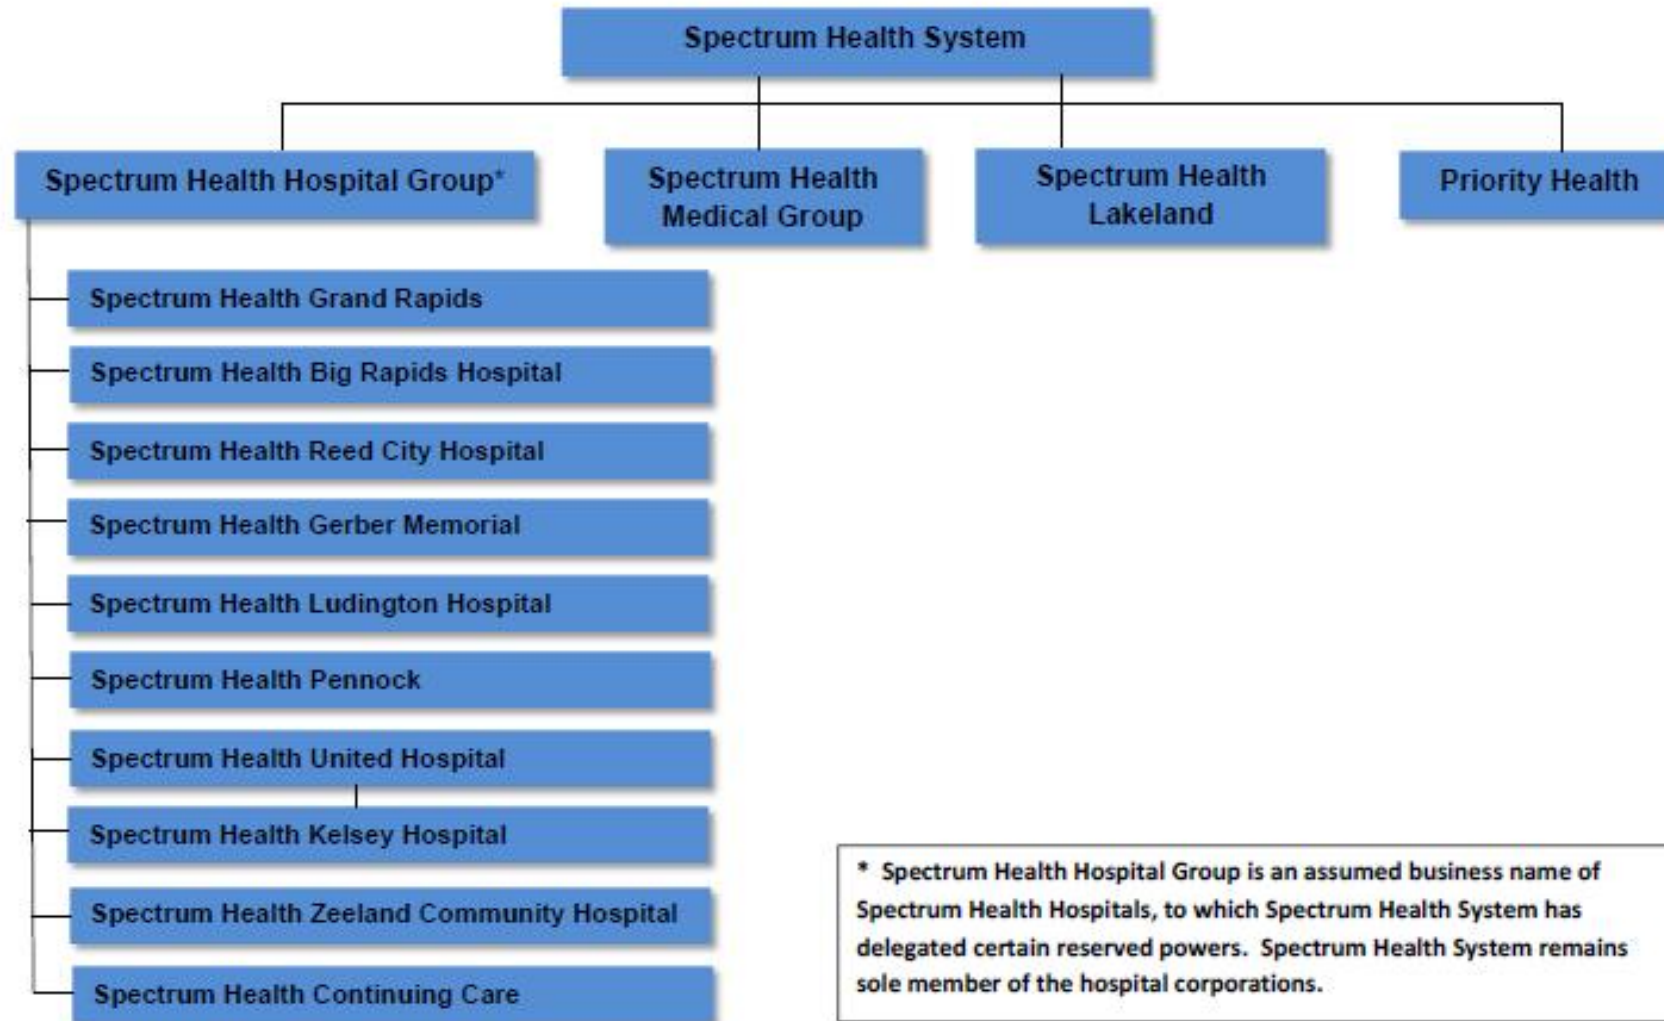 Spectrum Health System
Spectrum Health Hospital Group*
Spectrum Health
Medical Group
Spectrum Health
Lakeland
Priority Health
Spectrum Health Grand Rapids
Spectrum Health Big Rapids Hospital
Spectrum Health Reed City Hospital
Spectrum Health Gerber Memorial
Spectrum Health Ludington Hospital
Spectrum Health Pennock
Spectrum Health United Hospital
Spectrum Health Kelsey Hospital
Spectrum Health Zeeland Community Hospital
Spectrum Health Continuing Care
* Spectrum Health Hospital Group is an assumed business name of
Spectrum Health Hospitals, to which Spectrum Health System has
delegated certain reserved powers. Spectrum Health System remains
sole member of the hospital corporations.